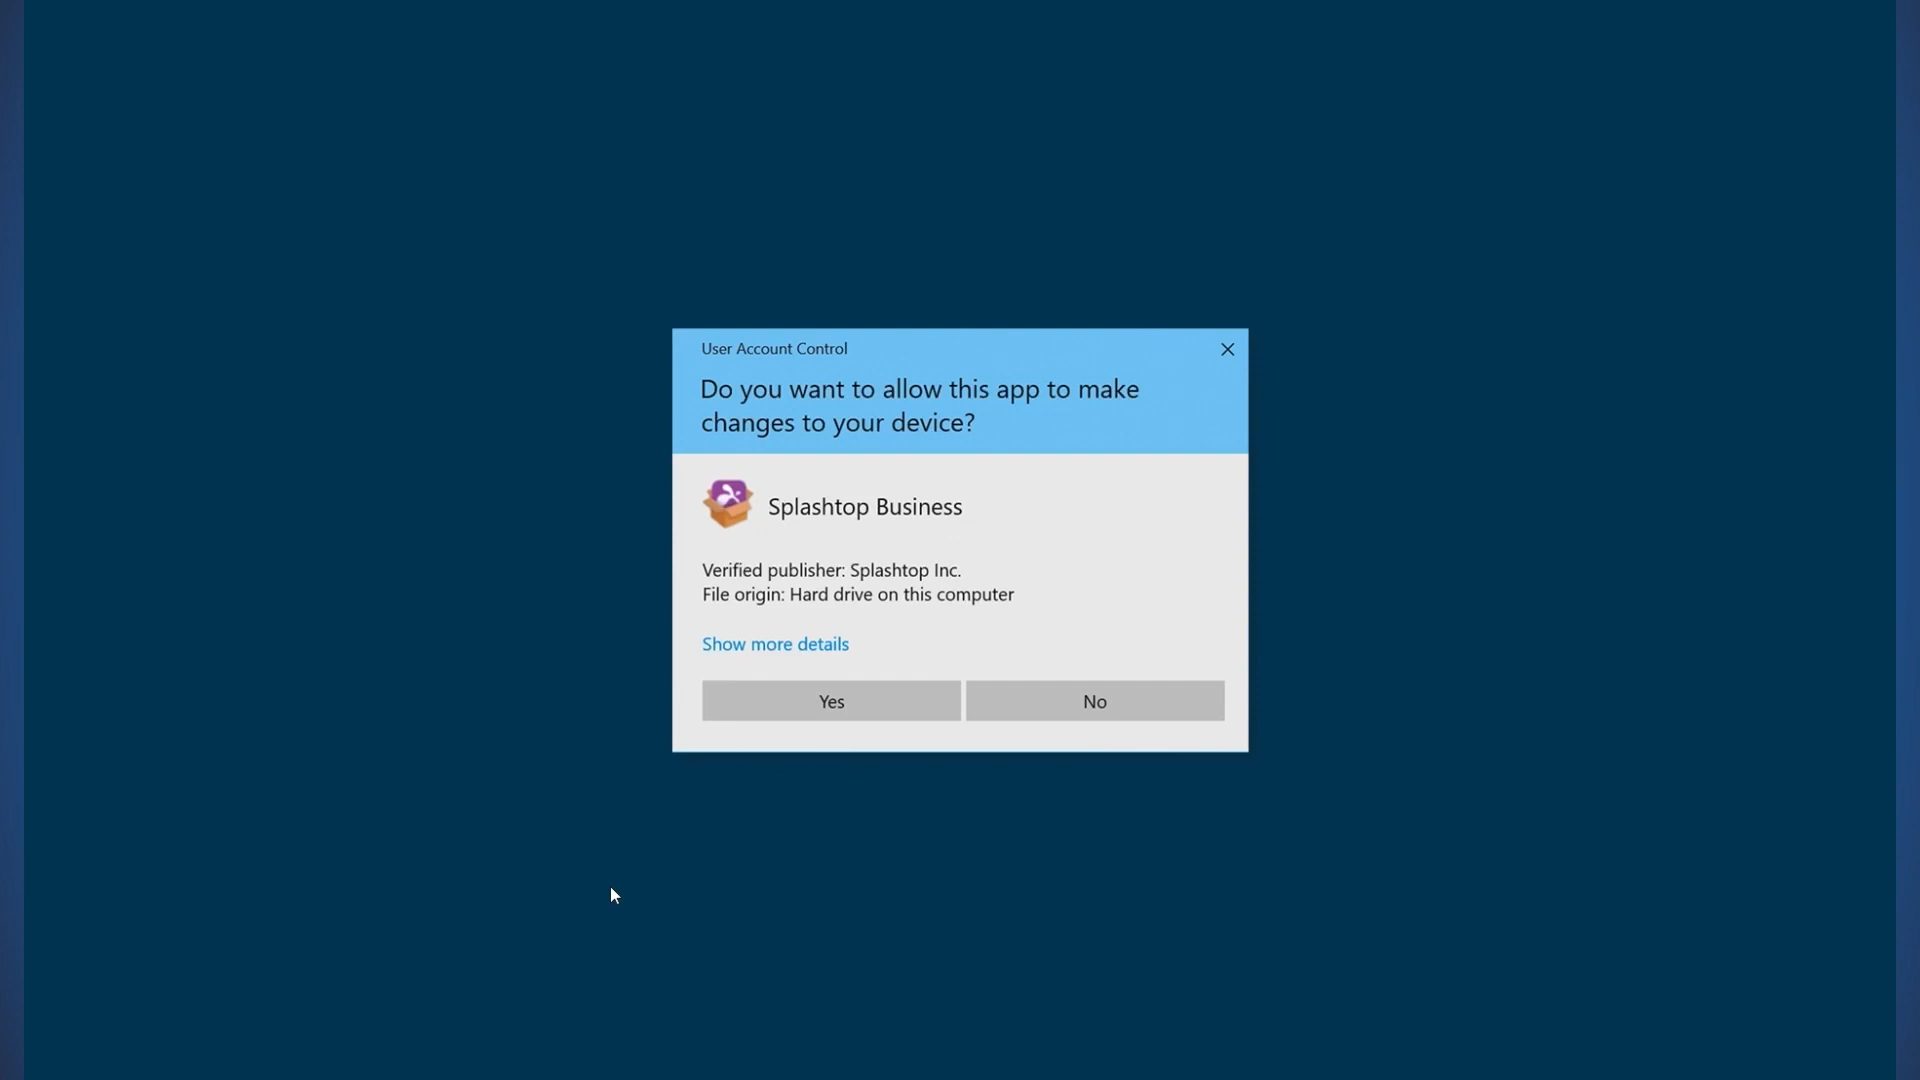 User Account Control
Do you want to allow this app to make
changes to your device?
Splashtop Business
Verified publisher: Splashtop Inc.
File origin: Hard drive on this computer
Show more details
Yes
No